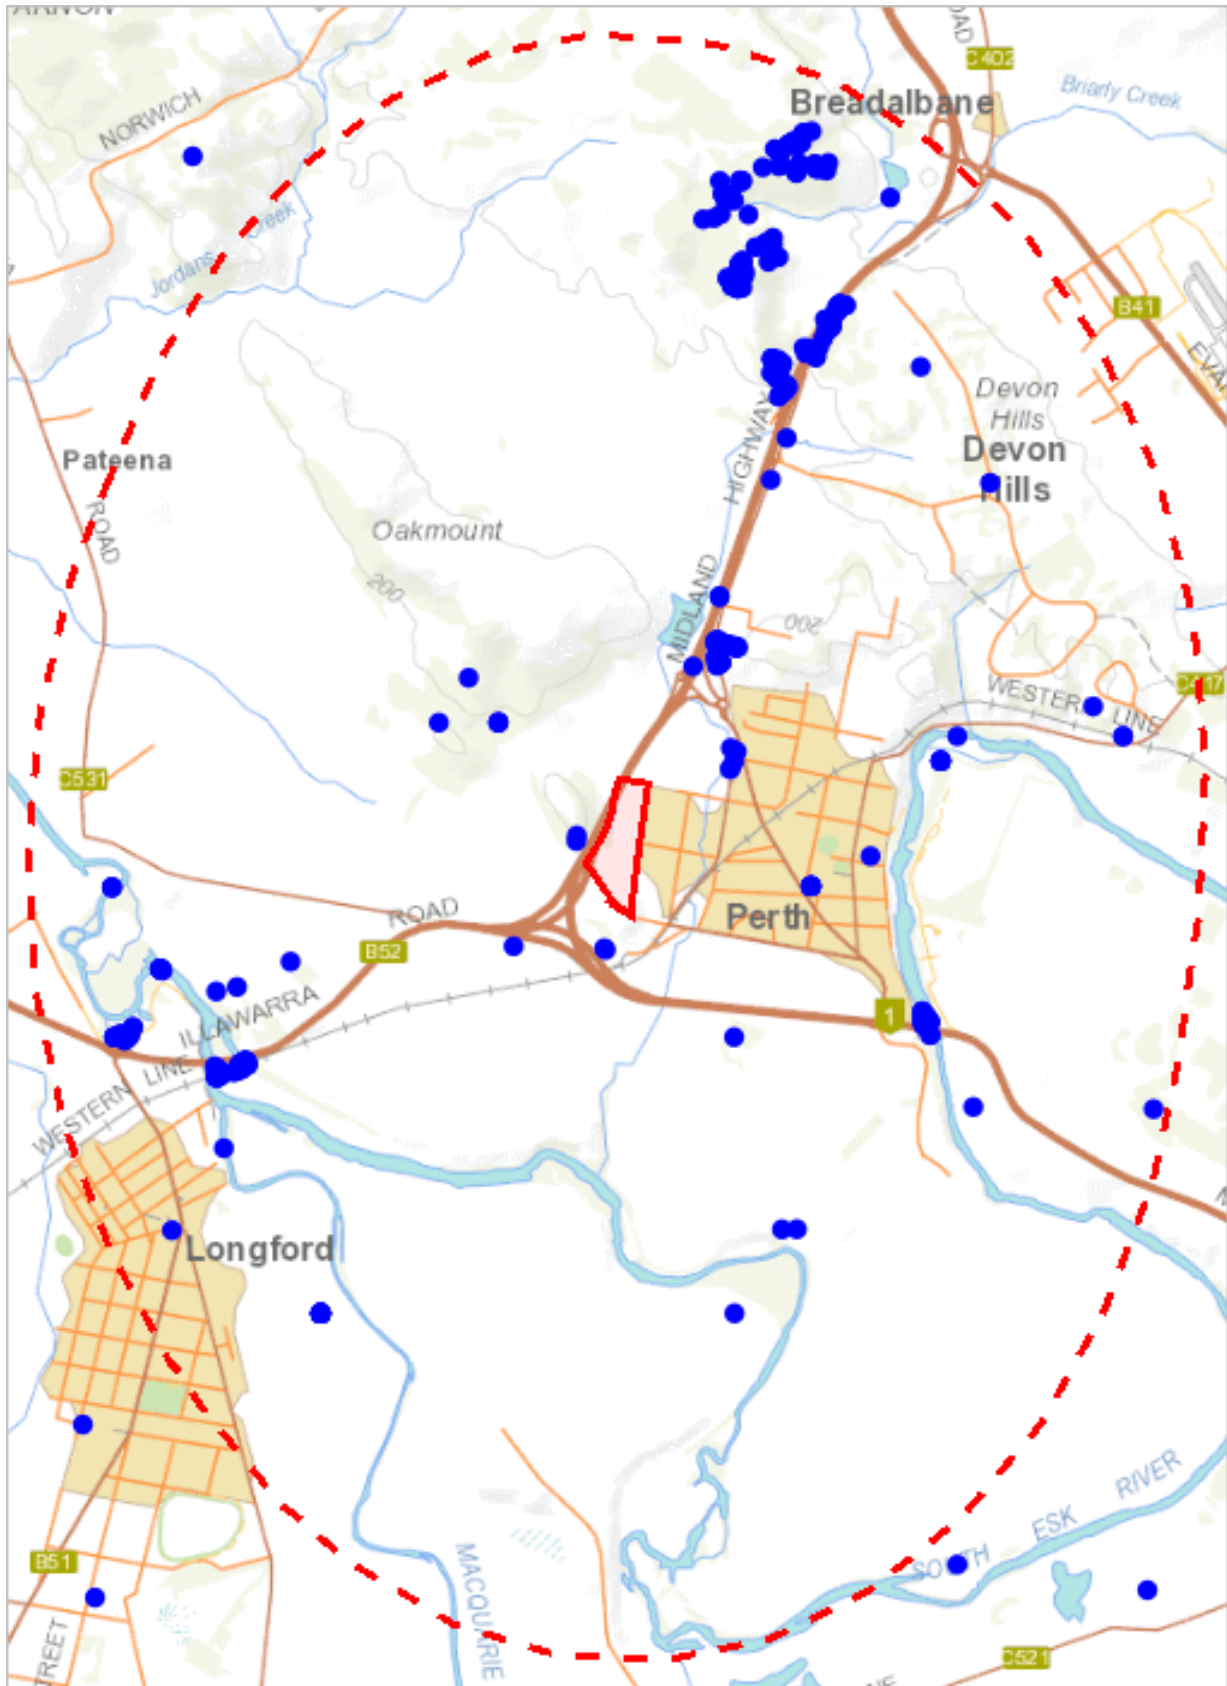 ROAD
C402
Breadalbane
Briarly Creek
NORWICH
Jordans Creek
B41
HIGHWAY
Devon
Hills
Devon
Hills
Pateena
ROAD
Oakmount
200
MIDLAND
200
WESTERN LINE
C531
ROAD
B52
Perth
1
ILLAWARRA
WESTERN LINE
Longford
MACQUARIE
SOUTH ESK RIVER
B51
C521